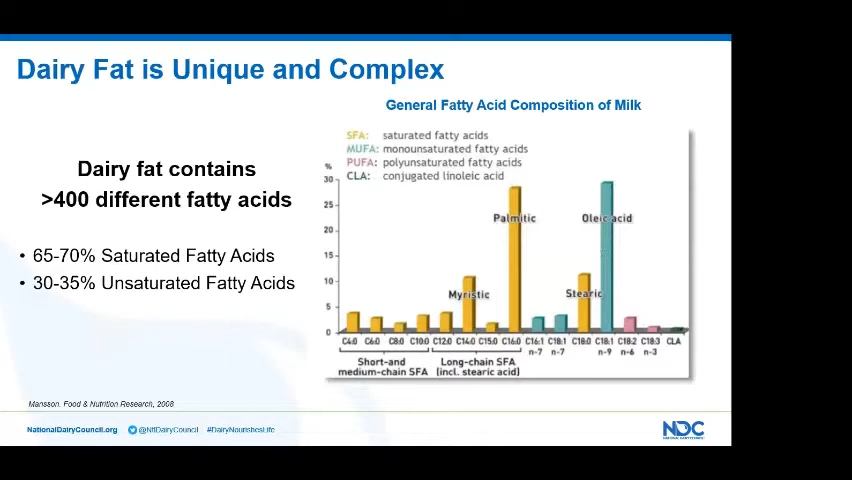 Dairy Fat is Unique and Complex
General Fatty Acid Composition of Milk
Dairy fat contains
>400 different fatty acids
• 65-70% Saturated Fatty Acids
• 30-35% Unsaturated Fatty Acids
SFA: saturated fatty acids
MUFA: monounsaturated fatty acids
PUFA: polyunsaturated fatty acids
CLA: conjugated linoleic acid
%
30
25
20
15
10
5
0
Palmitic
Oleic acid
Myristic
Stearic
C4:0 C6:0 C8:0 C10:0 C12:0 C14:0 C15:0 C16:0 C16:1 C18:1 C18:0 C18:1 C18:2 C18:3 CLA
n-7 n-7 n-9 n-6 n-3
Short-and
medium-chain SFA
Long-chain SFA
(incl. stearic acid)
Mansson. Food & Nutrition Research, 2008
NationalDairyCouncil.org @NtlDairyCouncil #DairyNourishesLife
NDC
NATIONAL DAIRY COUNCIL